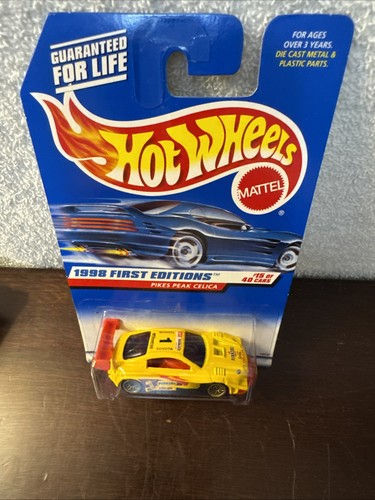 GUARANTEED
FOR LIFE
FOR AGES
OVER 3 YEARS.
DIE CAST METAL &
PLASTIC PARTS.
HOT WHEELS
MATTEL
®
1998 FIRST EDITIONS™
PIKES PEAK CELICA
#15 OF
40 CARS
1